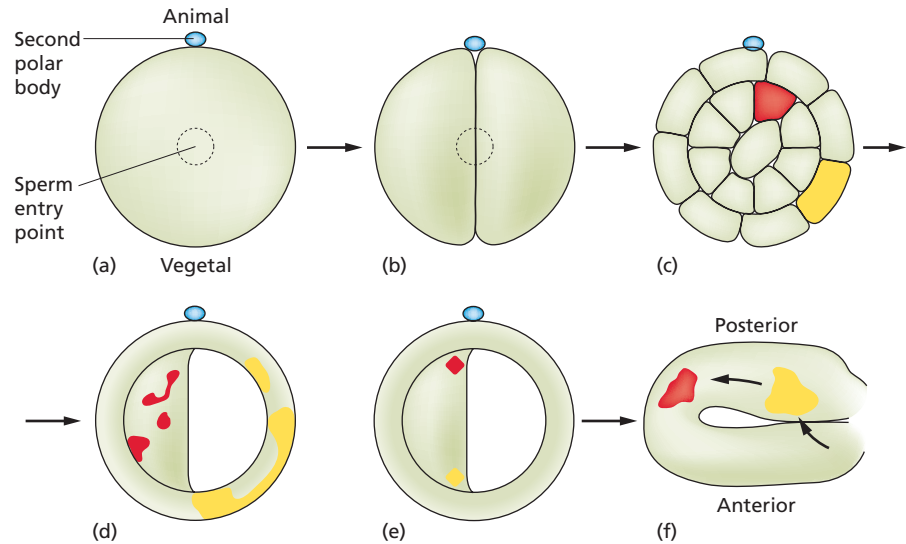 Animal
Second
polar
body
Sperm
entry
point
Vegetal
(a)
(b)
(c)
(d)
(e)
Posterior
Anterior
(f)